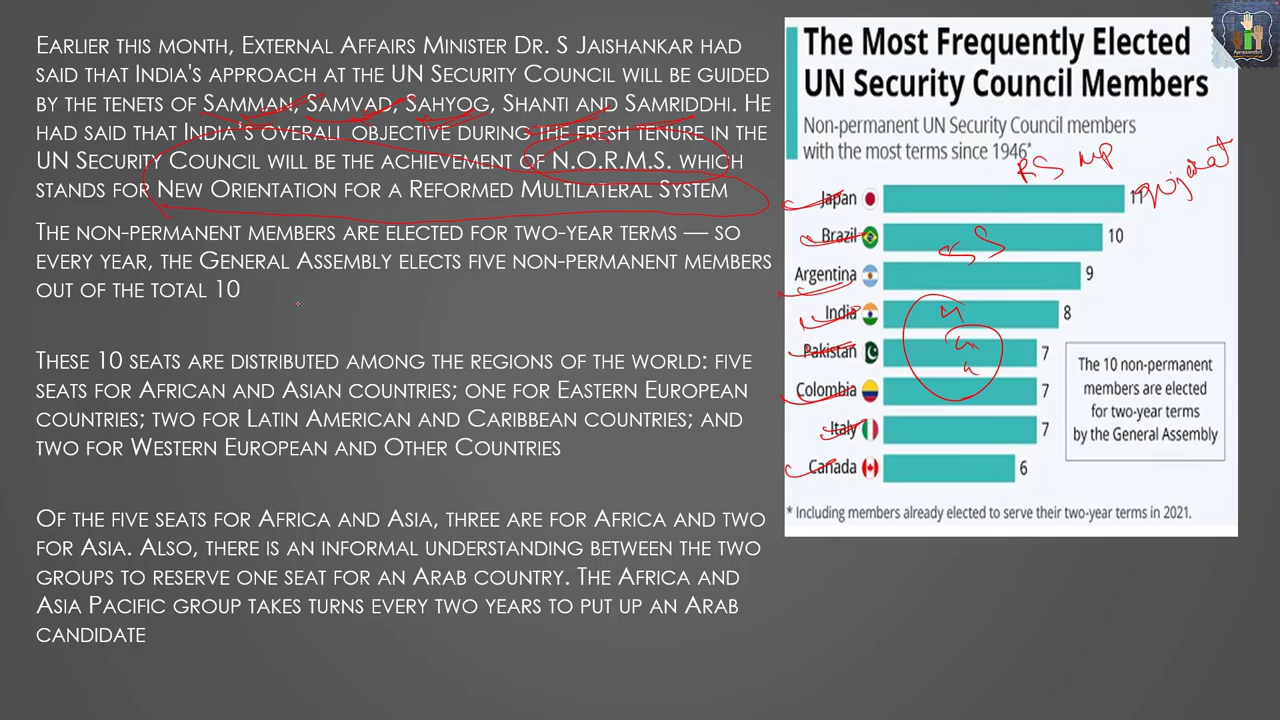 EARLIER THIS MONTH, EXTERNAL AFFAIRS MINISTER DR. S JAISHANKAR HAD
SAID THAT INDIA'S APPROACH AT THE UN SECURITY COUNCIL WILL BE GUIDED
BY THE TENETS OF SAMMAN, SAMVAD, SAHYOG, SHANTI AND SAMRIDDHI. HE
HAD SAID THAT INDIA'S OVERALL OBJECTIVE DURING THE FRESH TENURE IN THE
UN SECURITY COUNCIL WILL BE THE ACHIEVEMENT OF N.O.R.M.S. WHICH
STANDS FOR NEW ORIENTATION FOR A REFORMED MULTILATERAL SYSTEM
THE NON-PERMANENT MEMBERS ARE ELECTED FOR TWO-YEAR TERMS — SO
EVERY YEAR, THE GENERAL ASSEMBLY ELECTS FIVE NON-PERMANENT MEMBERS
OUT OF THE TOTAL 10
THESE 10 SEATS ARE DISTRIBUTED AMONG THE REGIONS OF THE WORLD: FIVE
SEATS FOR AFRICAN AND ASIAN COUNTRIES; ONE FOR EASTERN EUROPEAN
COUNTRIES; TWO FOR LATIN AMERICAN AND CARIBBEAN COUNTRIES; AND
TWO FOR WESTERN EUROPEAN AND OTHER COUNTRIES
OF THE FIVE SEATS FOR AFRICA AND ASIA, THREE ARE FOR AFRICA AND TWO
FOR ASIA. ALSO, THERE IS AN INFORMAL UNDERSTANDING BETWEEN THE TWO
GROUPS TO RESERVE ONE SEAT FOR AN ARAB COUNTRY. THE AFRICA AND
ASIA PACIFIC GROUP TAKES TURNS EVERY TWO YEARS TO PUT UP AN ARAB
CANDIDATE
The Most Frequently Elected
UN Security Council Members
Non-permanent UN Security Council members
with the most terms since 1946*
RS MP
Japan 11
Brazil 10
Argentina 9
India 8
Pakistan 7
Colombia 7
Italy 7
Canada 6
The 10 non-permanent
members are elected
for two-year terms
by the General Assembly
* Including members already elected to serve their two-year terms in 2021.